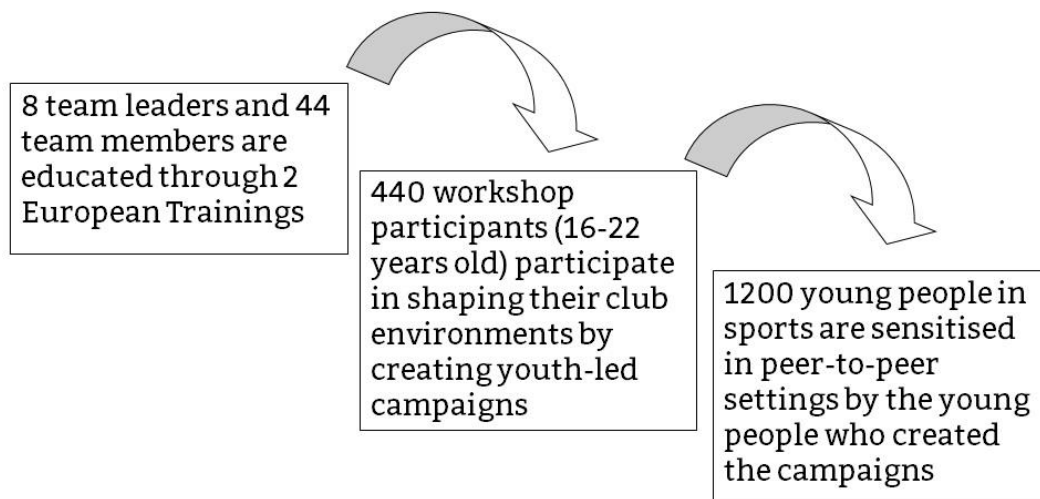 8 team leaders and 44
team members are
educated through 2
European Trainings
440 workshop
participants (16-22
years old) participate
in shaping their club
environments by
creating youth-led
campaigns
1200 young people in
sports are sensitised
in peer-to-peer
settings by the young
people who created
the campaigns